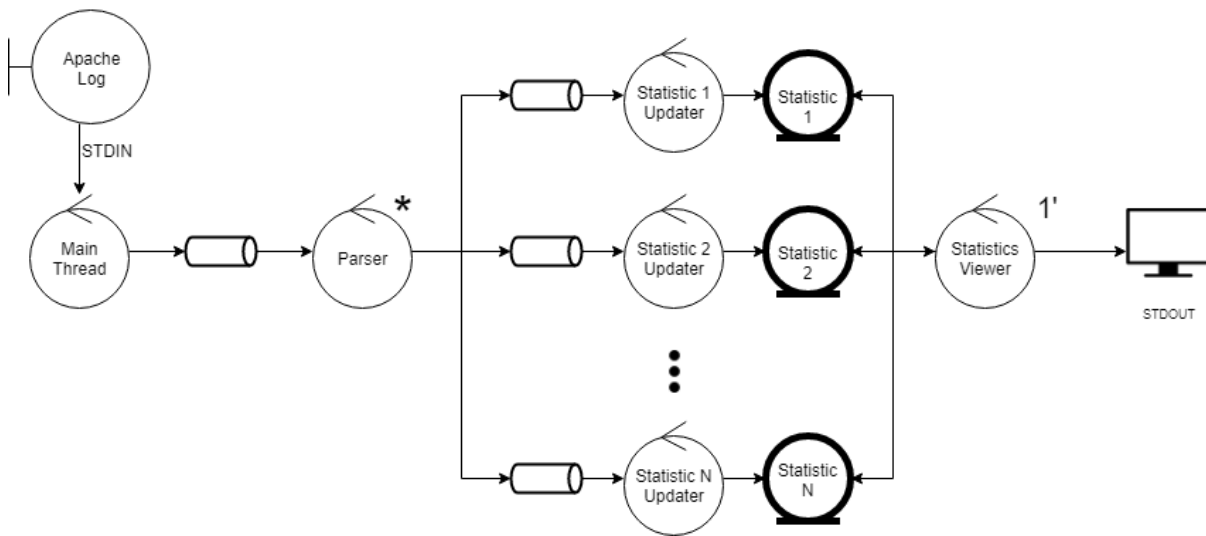 Apache
Log
STDIN
Main
Thread
Parser
*
Statistic 1
Updater
Statistic
1
Statistic 2
Updater
Statistic
2
Statistic N
Updater
Statistic
N
Statistics
Viewer
1'
STDOUT